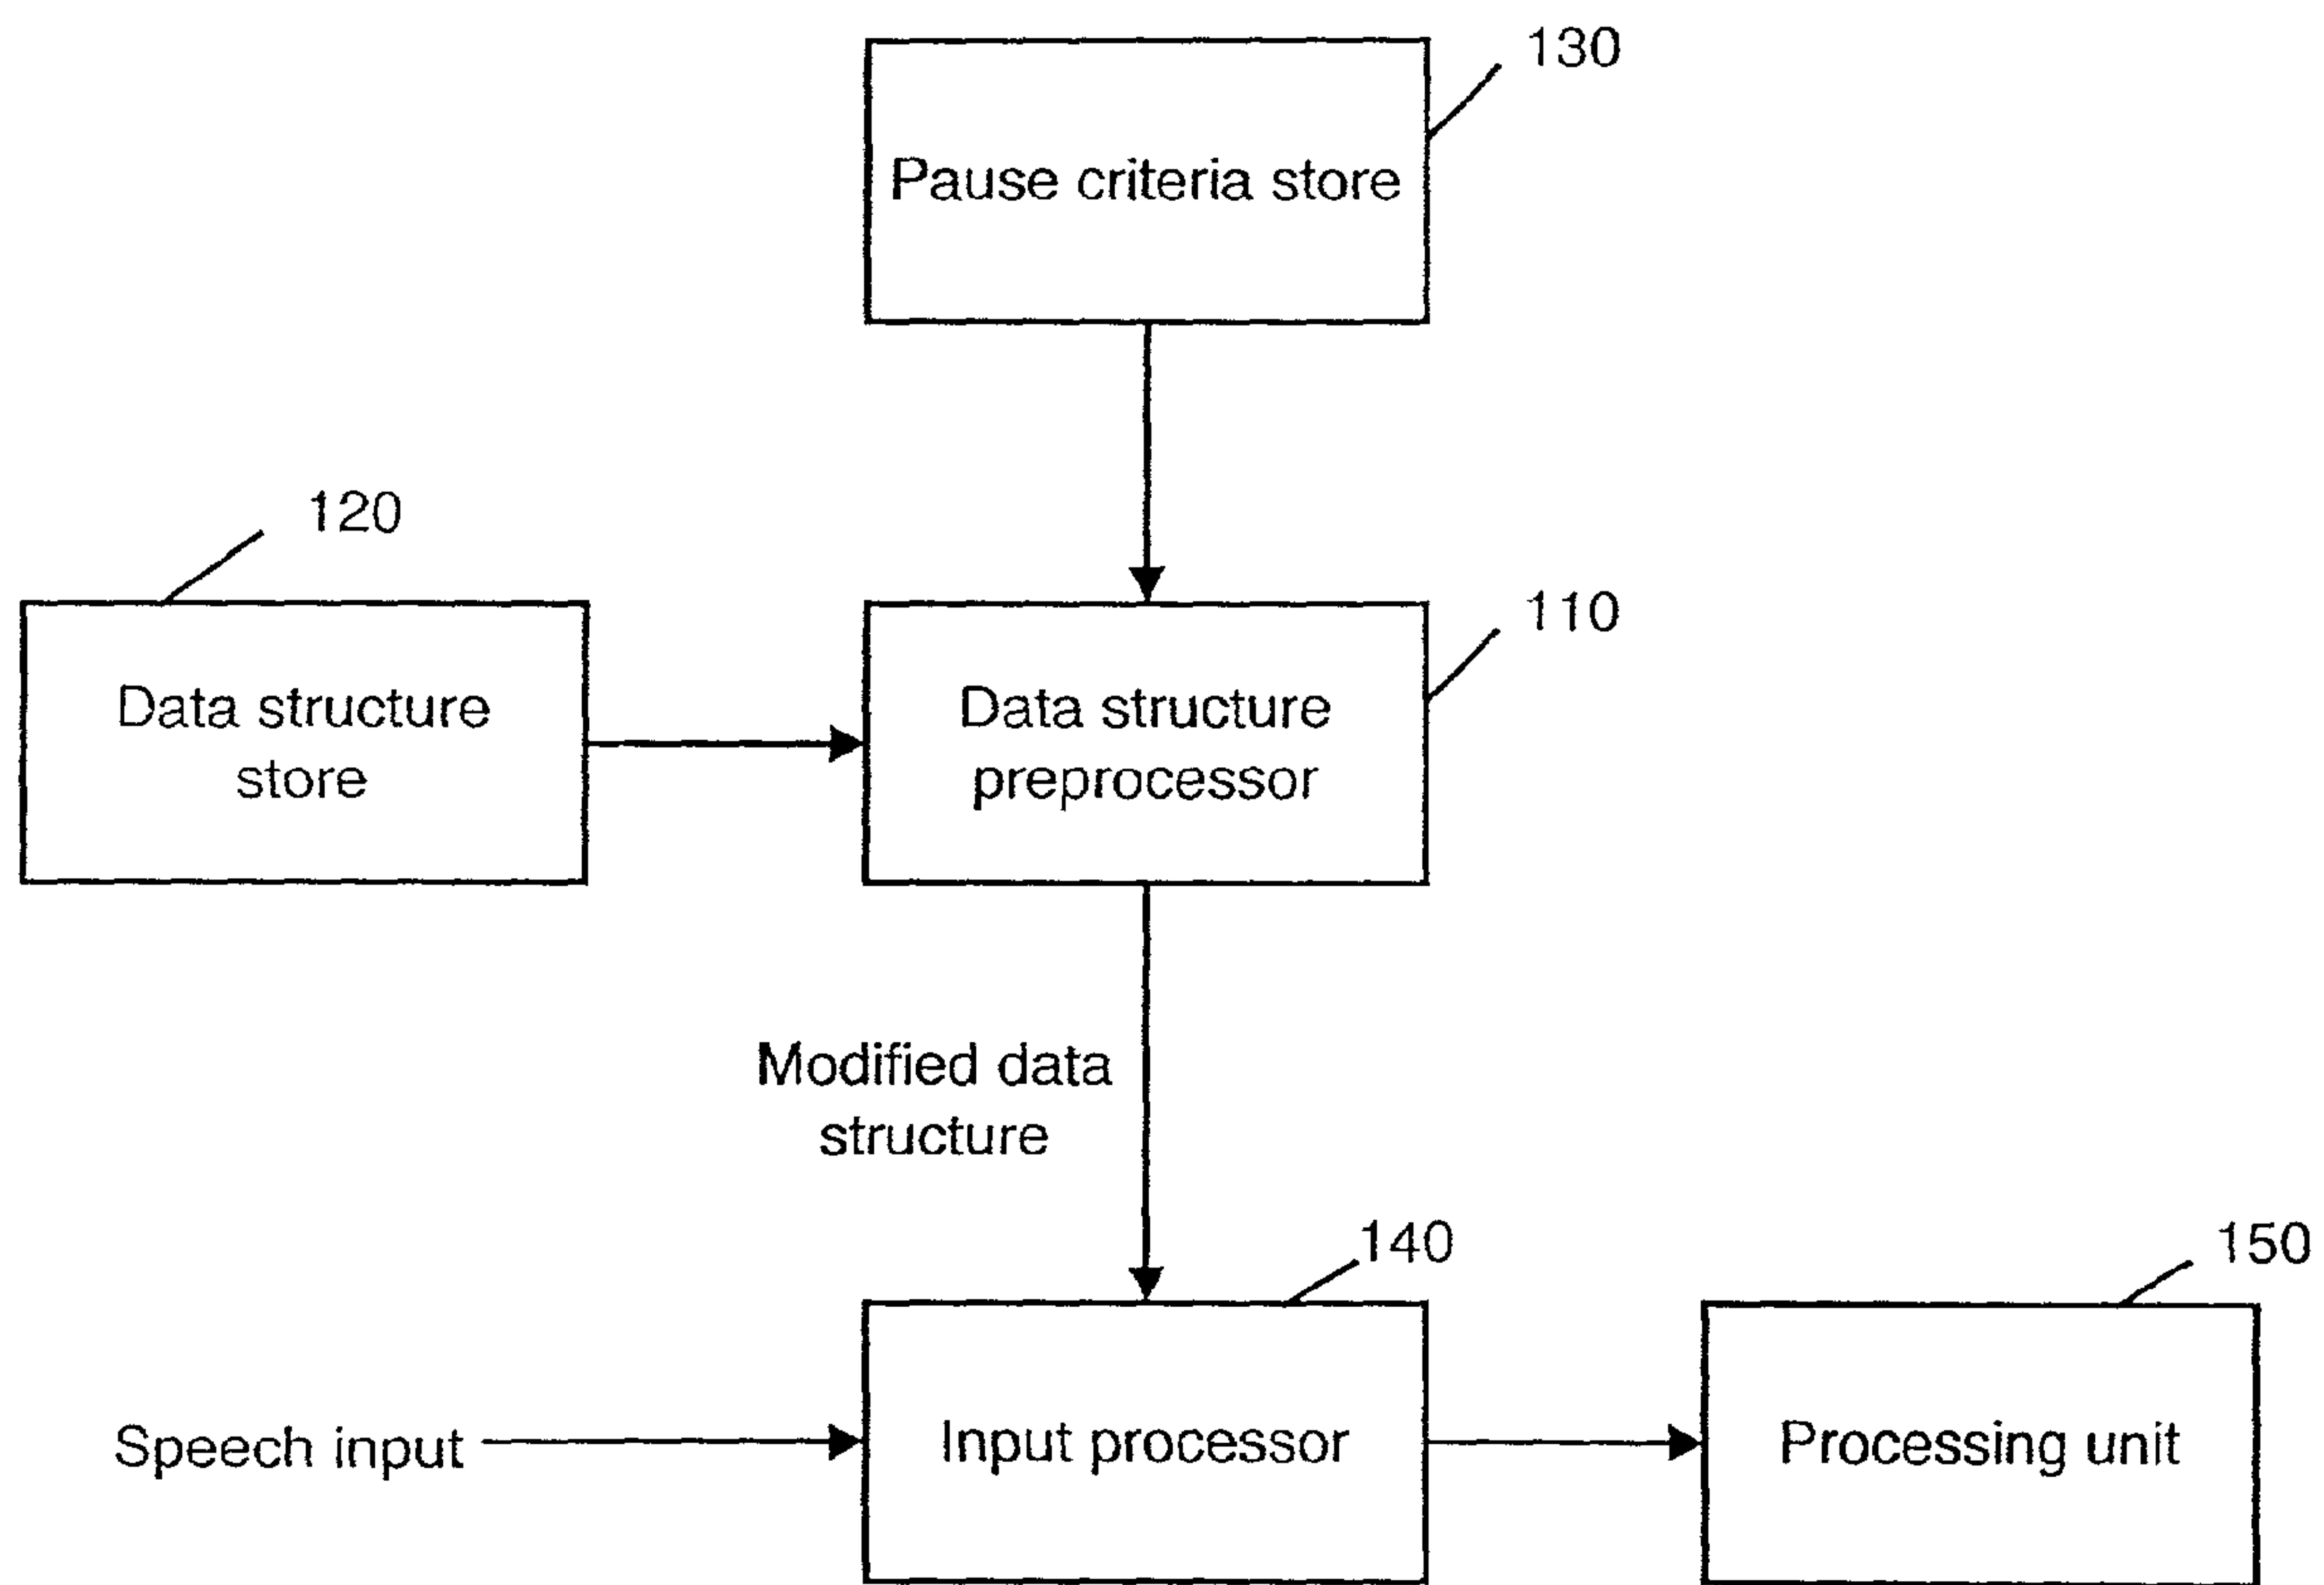 130
Pause criteria store
120
110
Data structure
store
Data structure
preprocessor
Modified data
structure
140
150
Speech input
Input processor
Processing unit